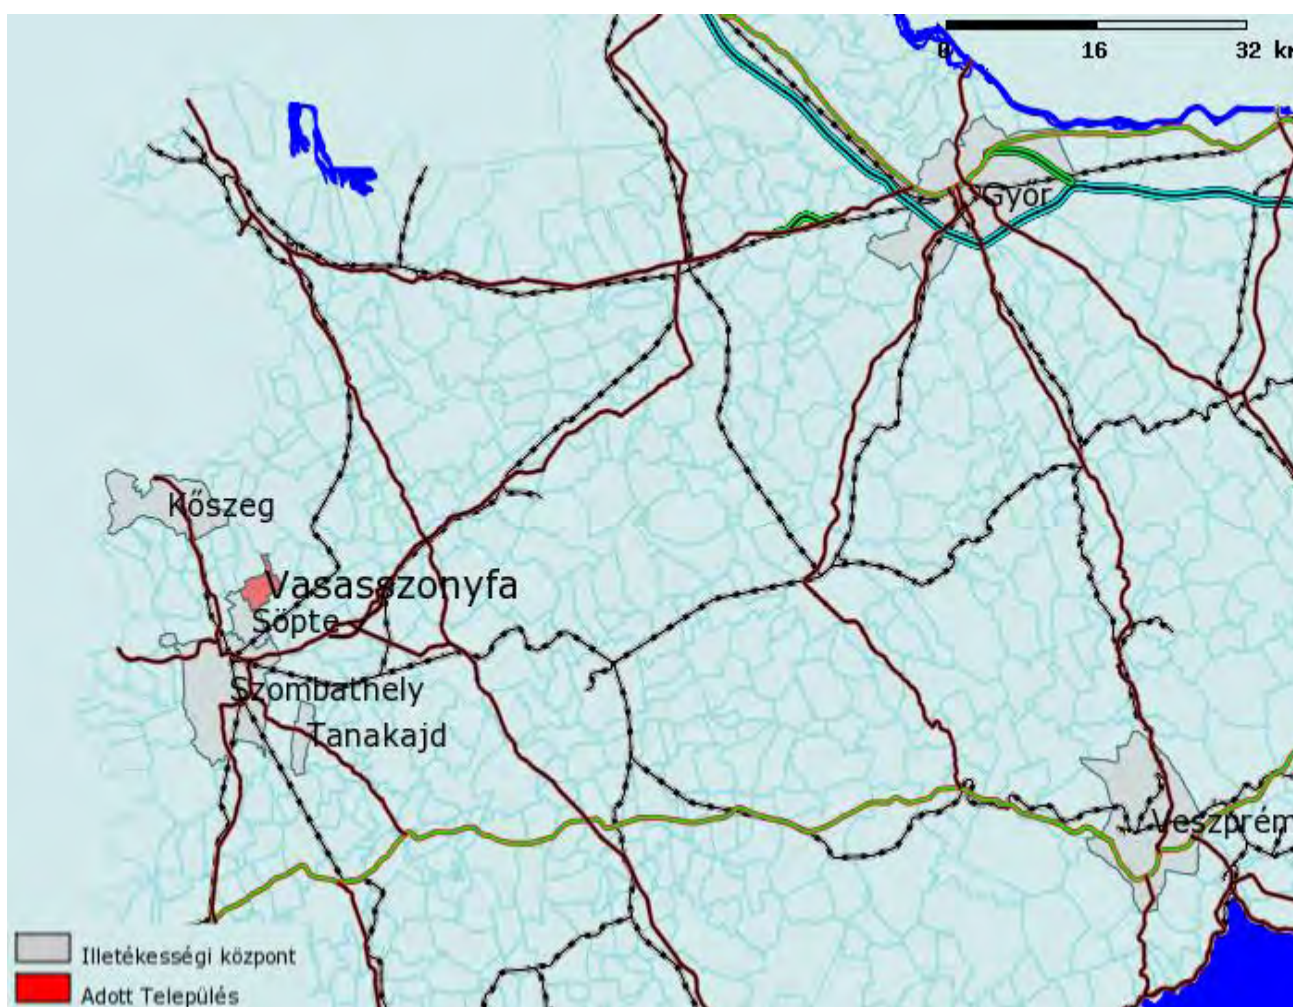 0 16 32 km
Győr
Kőszeg
Vasasszonyfa
Söpte
Szombathely
Tanakajd
Veszprém
Illetékességi központ
Adott Település